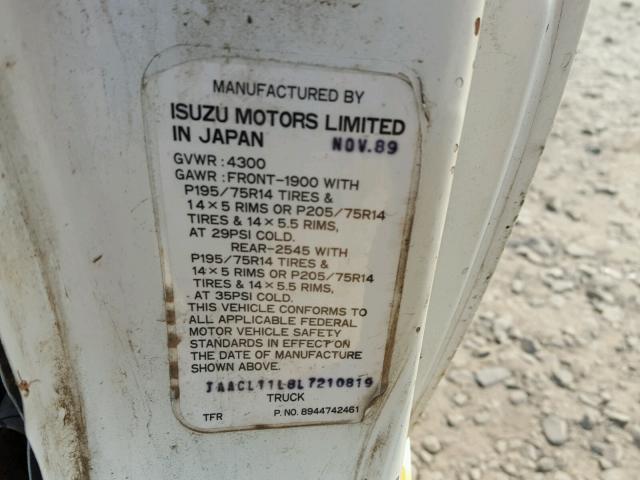 MANUFACTURED BY
ISUZU MOTORS LIMITED
IN JAPAN NOV.89
GVWR : 4300
GAWR : FRONT-1900 WITH
P195/75R14 TIRES &
14 × 5 RIMS OR P205/75R14
TIRES & 14 × 5.5 RIMS,
AT 29PSI COLD.
REAR-2545 WITH
P195/75R14 TIRES &
14 × 5 RIMS OR P205/75R14
TIRES & 14 × 5.5 RIMS,
AT 35PSI COLD.
THIS VEHICLE CONFORMS TO
ALL APPLICABLE FEDERAL
MOTOR VEHICLE SAFETY
STANDARDS IN EFFECT ON
THE DATE OF MANUFACTURE
SHOWN ABOVE.
JAACL11L8L7210819
TRUCK
TFR P. NO. 8944742461